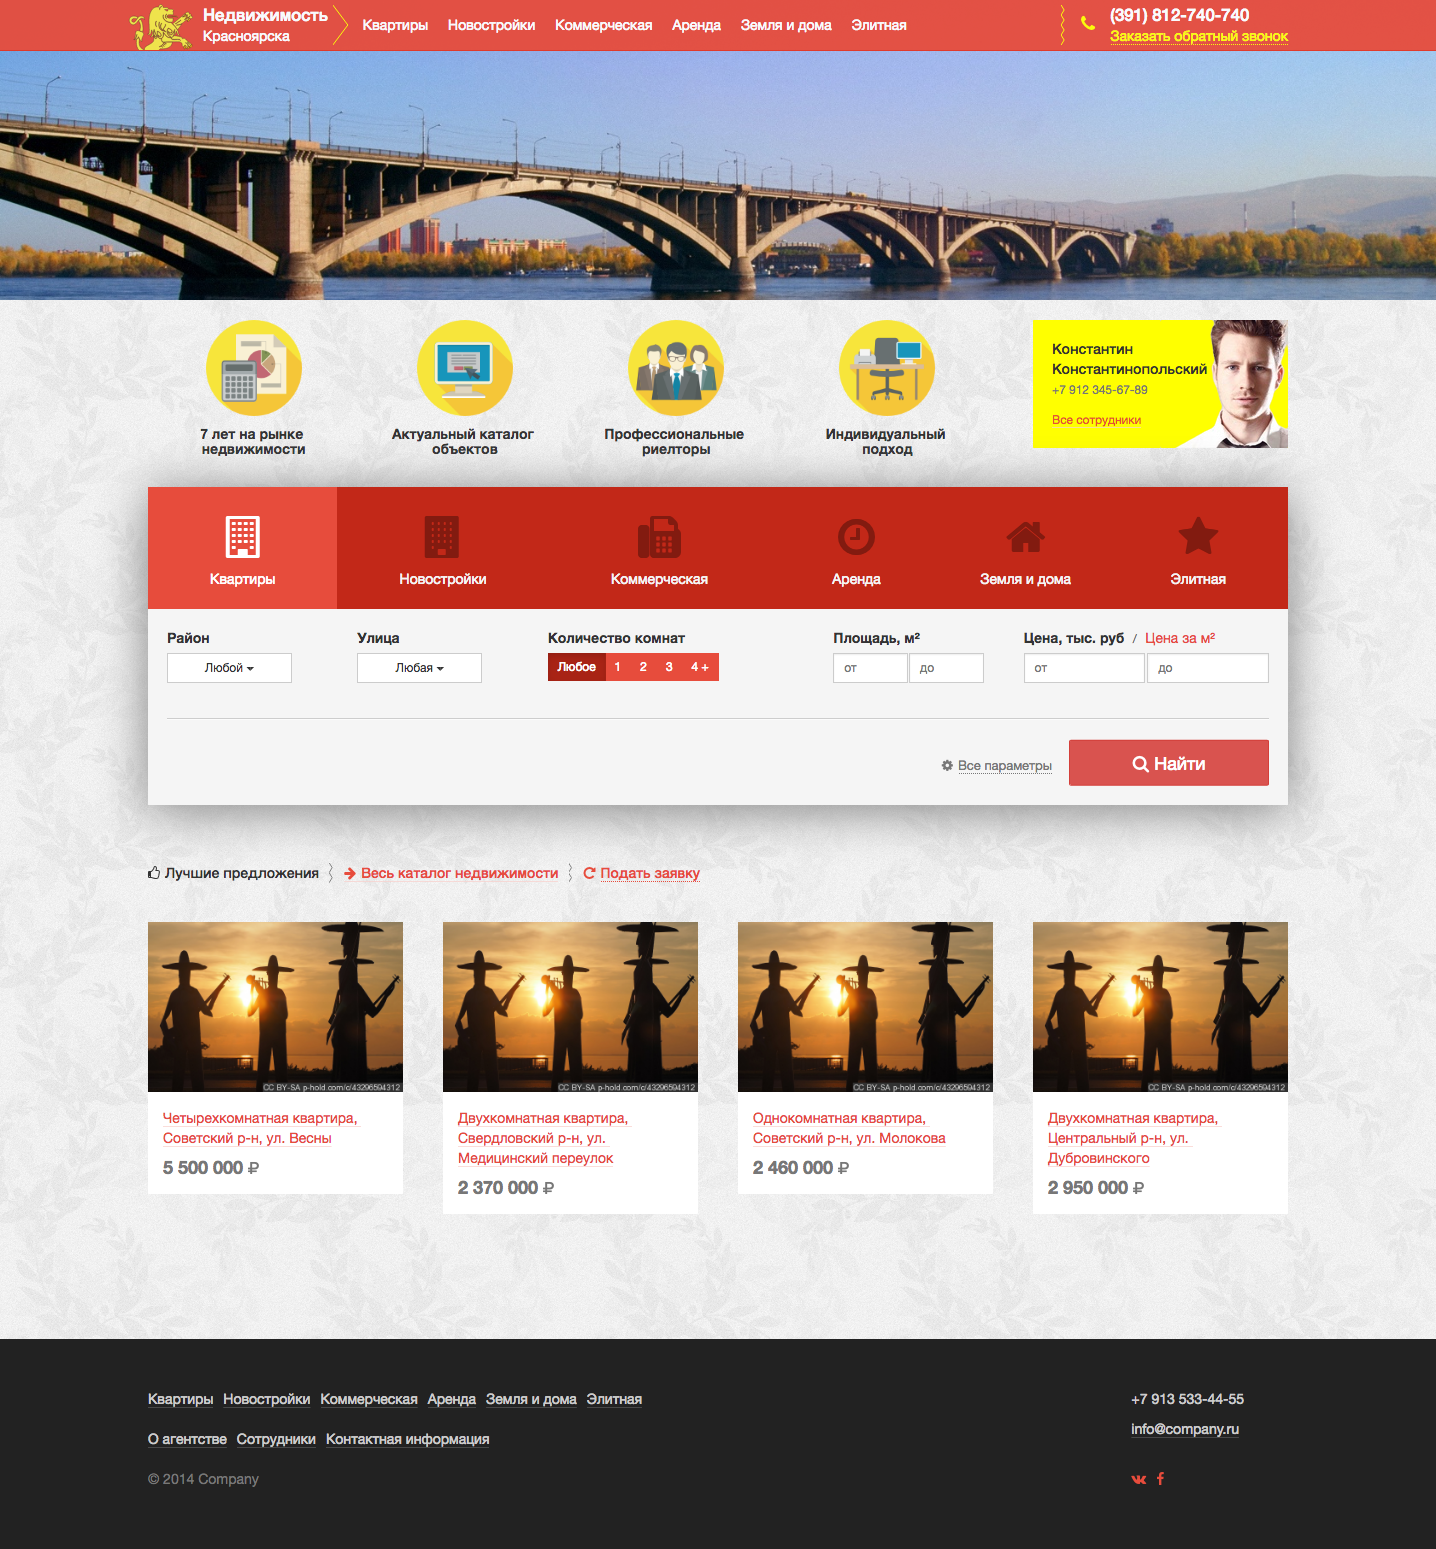 Недвижимость
Красноярска
Квартиры Новостройки Коммерческая Аренда Земля и дома Элитная
(391) 812-740-740
Заказать обратный звонок
7 лет на рынке
недвижимости
Актуальный каталог
объектов
Профессиональные
риелторы
Индивидуальный
подход
Константин
Константинопольский
+7 912 345-67-89
Все сотрудники
Квартиры Новостройки Коммерческая Аренда Земля и дома Элитная
Район Улица Количество комнат Площадь, м² Цена, тыс. руб / Цена за м²
Любой Любая Любое 1 2 3 4 + от до от до
Все параметры Найти
Лучшие предложения Весь каталог недвижимости Подать заявку
CC BY-SA p-hold.com/c/43296594312
CC BY-SA p-hold.com/c/43296594312
CC BY-SA p-hold.com/c/43296594312
CC BY-SA p-hold.com/c/43296594312
Четырехкомнатная квартира,
Советский р-н, ул. Весны
5 500 000 ₽
Двухкомнатная квартира,
Свердловский р-н, ул.
Медицинский переулок
2 370 000 ₽
Однокомнатная квартира,
Советский р-н, ул. Молокова
2 460 000 ₽
Двухкомнатная квартира,
Центральный р-н, ул.
Дубровинского
2 950 000 ₽
Квартиры Новостройки Коммерческая Аренда Земля и дома Элитная
О агентстве Сотрудники Контактная информация
© 2014 Company
+7 913 533-44-55
info@company.ru